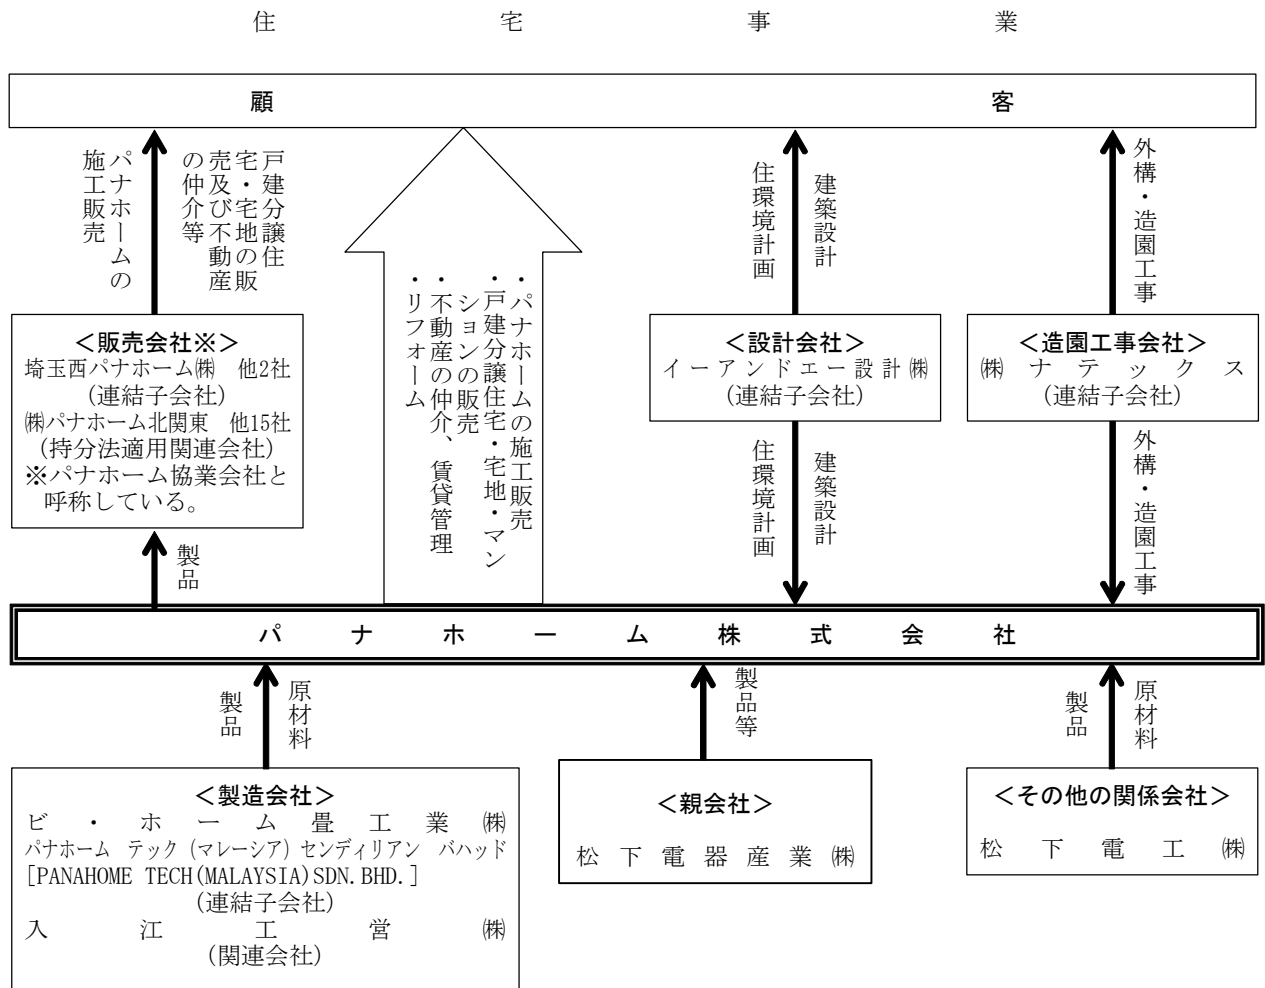 住宅事業
顧客
パナホームの
施工販売
戸建分譲住
宅・宅地の販
売及び不動産
の仲介等
・パナホームの施工販売
・戸建分譲住宅・宅地・マン
ションの販売
・不動産の仲介、賃貸管理
・リフォーム
建築設計
住環境計画
外構・造園工事
＜販売会社※＞
埼玉西パナホーム㈱ 他2社
(連結子会社)
㈱パナホーム北関東 他15社
(持分法適用関連会社)
※パナホーム協業会社と
呼称している。
＜設計会社＞
イーアンドエー設計㈱
(連結子会社)
＜造園工事会社＞
㈱ナテックス
(連結子会社)
製品
建築設計
住環境計画
外構・造園工事
パナホーム株式会社
原材料
製品
製品等
原材料
製品
＜製造会社＞
ビ・ホーム畳工業㈱
パナホーム テック(マレーシア)センディリアン バハッド
[PANAHOME TECH(MALAYSIA)SDN.BHD.]
(連結子会社)
入江工営㈱
(関連会社)
＜親会社＞
松下電器産業㈱
＜その他の関係会社＞
松下電工㈱